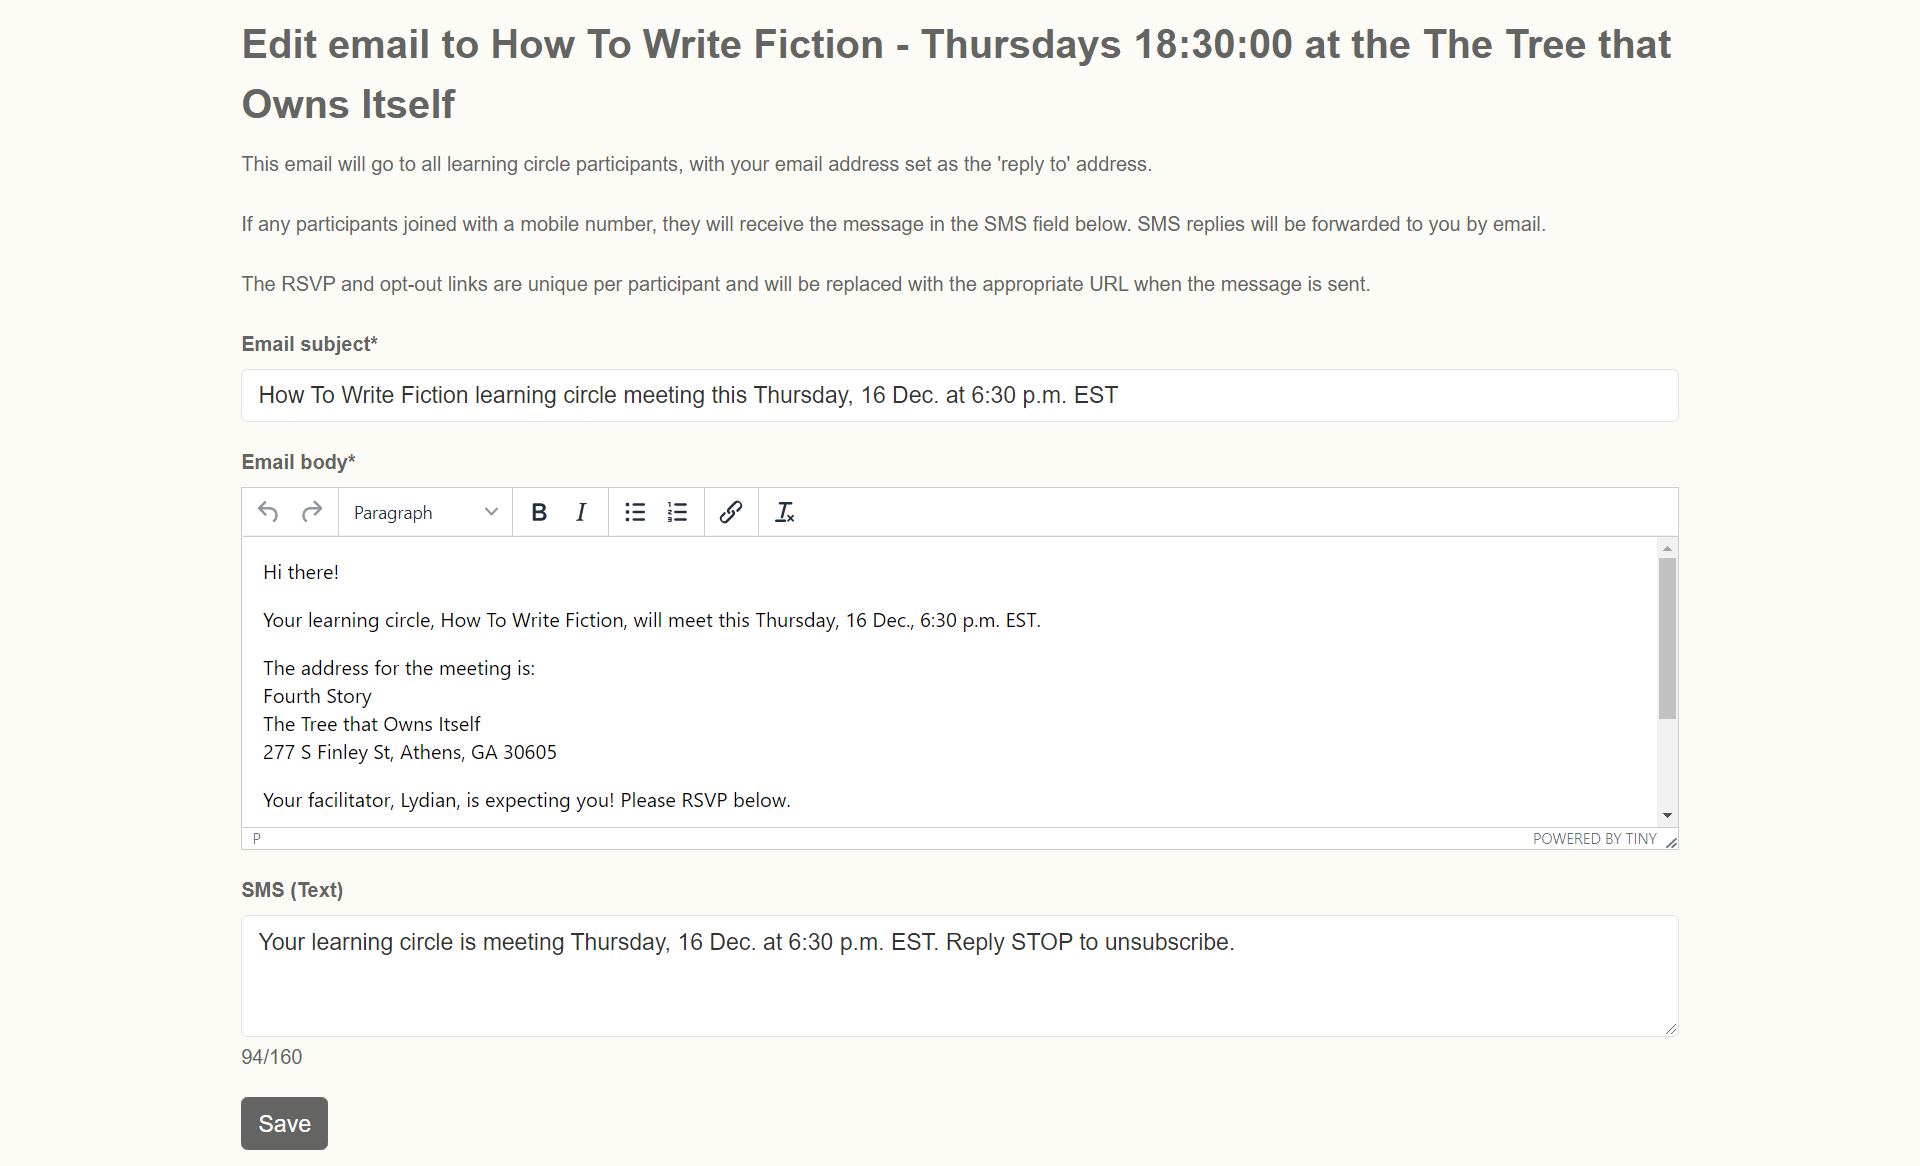 Edit email to How To Write Fiction - Thursdays 18:30:00 at the The Tree that
Owns Itself
This email will go to all learning circle participants, with your email address set as the 'reply to' address.
If any participants joined with a mobile number, they will receive the message in the SMS field below. SMS replies will be forwarded to you by email.
The RSVP and opt-out links are unique per participant and will be replaced with the appropriate URL when the message is sent.
Email subject*
How To Write Fiction learning circle meeting this Thursday, 16 Dec. at 6:30 p.m. EST
Email body*
Paragraph B I
Hi there!
Your learning circle, How To Write Fiction, will meet this Thursday, 16 Dec., 6:30 p.m. EST.
The address for the meeting is:
Fourth Story
The Tree that Owns Itself
277 S Finley St, Athens, GA 30605
Your facilitator, Lydian, is expecting you! Please RSVP below.
P POWERED BY TINY
SMS (Text)
Your learning circle is meeting Thursday, 16 Dec. at 6:30 p.m. EST. Reply STOP to unsubscribe.
94/160
Save